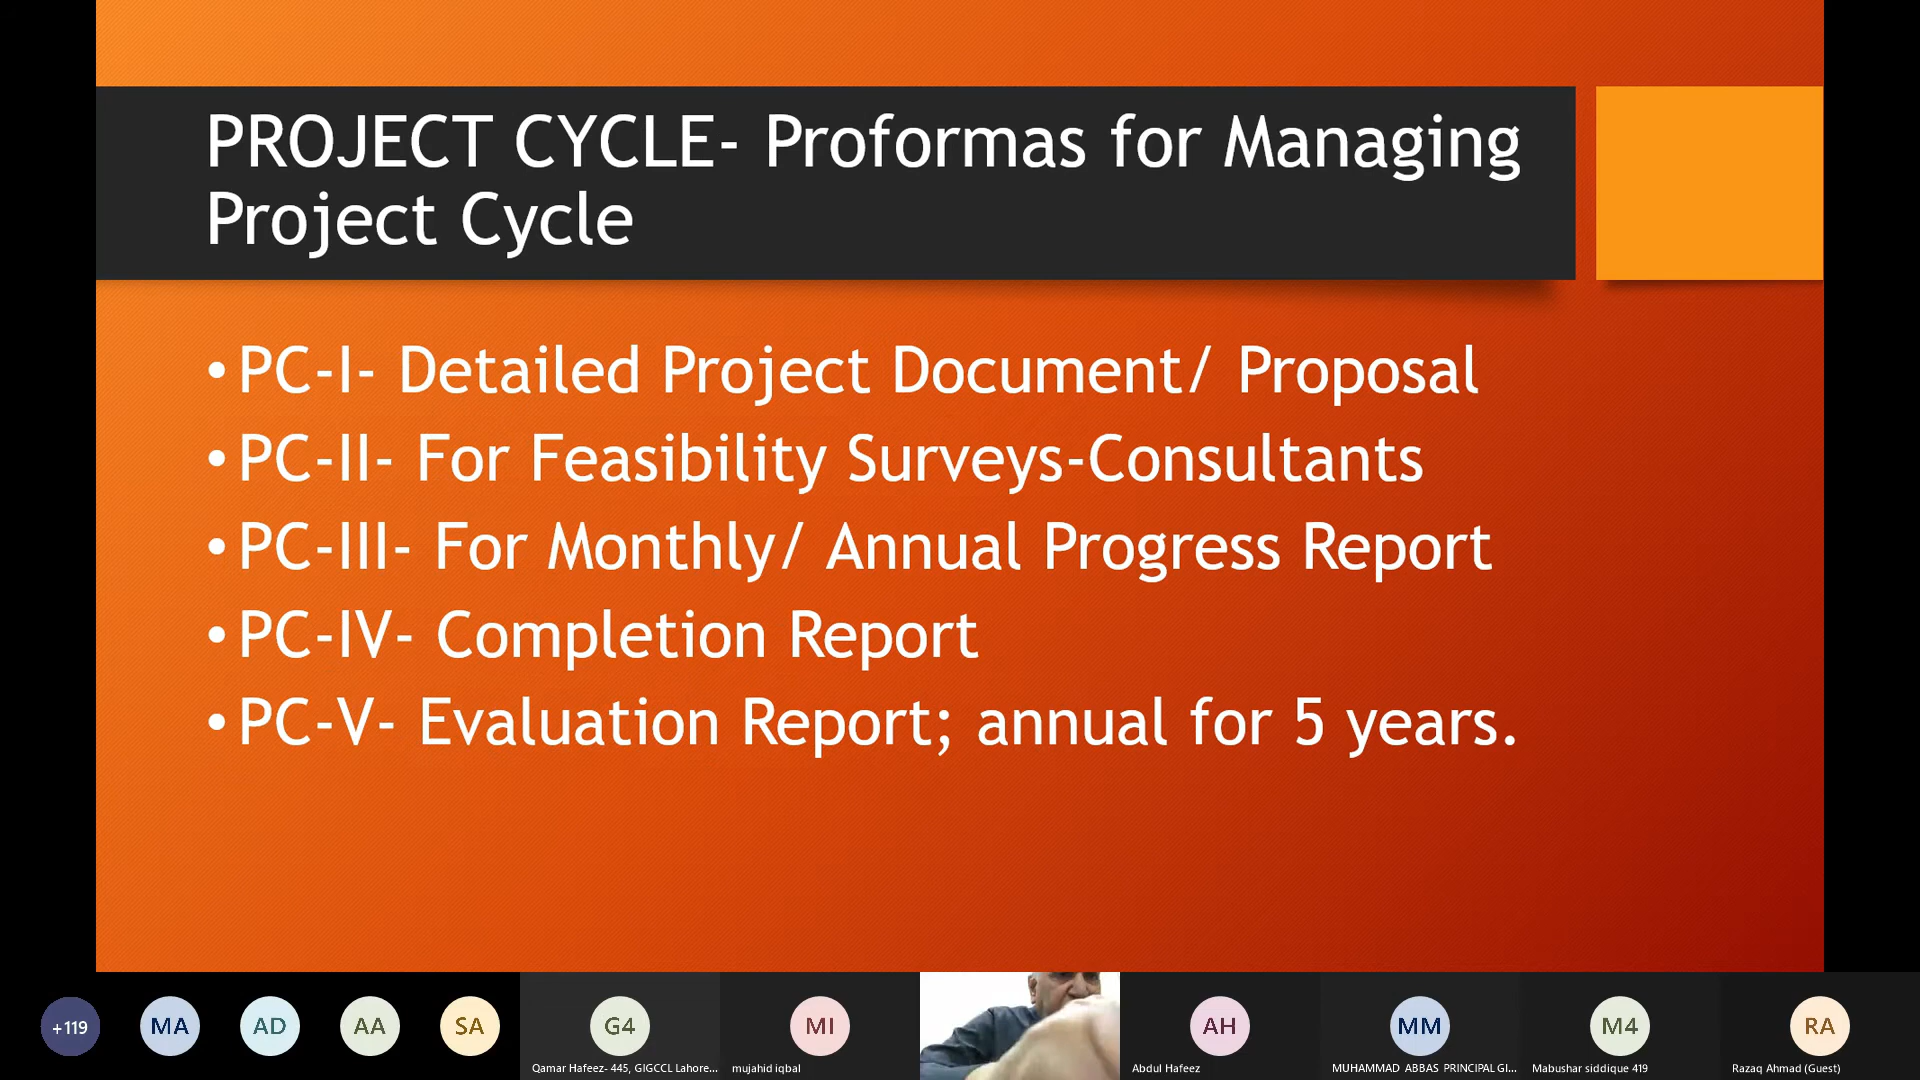 PROJECT CYCLE- Proformas for Managing
Project Cycle
•PC-I- Detailed Project Document/ Proposal
•PC-II- For Feasibility Surveys-Consultants
•PC-III- For Monthly/ Annual Progress Report
•PC-IV- Completion Report
•PC-V- Evaluation Report; annual for 5 years.
+119 MA AD AA SA G4 MI AH MM M4 RA
Qamar Hafeez- 445, GIGCCL Lahore... mujahid iqbal Abdul Hafeez MUHAMMAD ABBAS PRINCIPAL GI... Mabushar siddique 419 Razaq Ahmad (Guest)